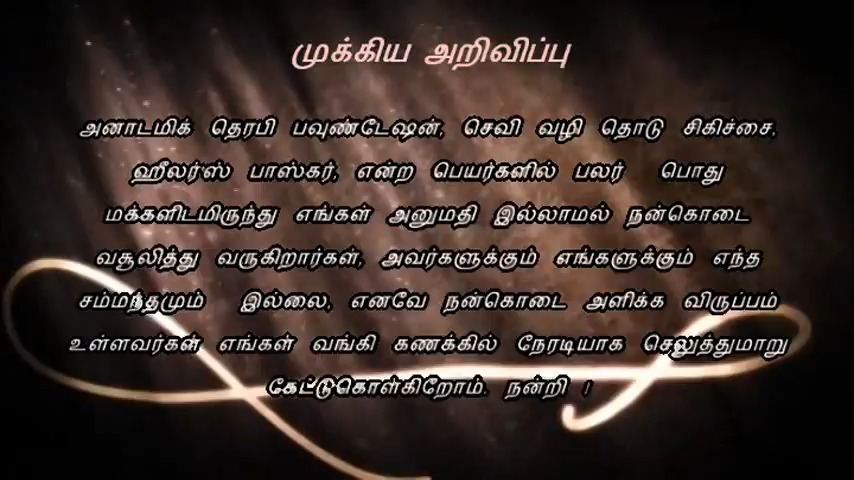 முக்கிய அறிவிப்பு
அனாடமிக் தெரபி பவுண்டேஷன், செவி வழி தொடு சிகிச்சை,
ஹீலர்ஸ் பாஸ்கர், என்ற பெயர்களில் பலர் பொது
மக்களிடமிருந்து எங்கள் அனுமதி இல்லாமல் நன்கொடை
வசூலித்து வருகிறார்கள், அவர்களுக்கும் எங்களுக்கும் எந்த
சம்மந்தமும் இல்லை, எனவே நன்கொடை அளிக்க விருப்பம்
உள்ளவர்கள் எங்கள் வங்கி கணக்கில் நேரடியாக செலுத்துமாறு
கேட்டுகொள்கிறோம். நன்றி !